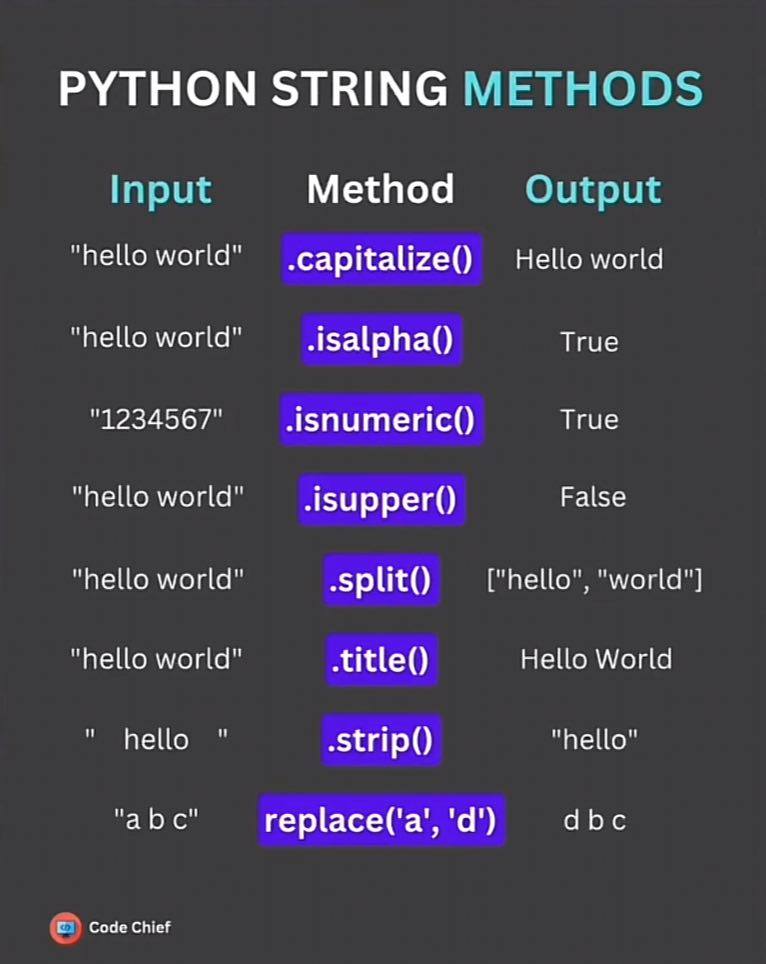 PYTHON STRING METHODS
Input Method Output
"hello world" .capitalize() Hello world
"hello world" .isalpha() True
"1234567" .isnumeric() True
"hello world" .isupper() False
"hello world" .split() ["hello", "world"]
"hello world" .title() Hello World
"   hello   " .strip() "hello"
"a b c" replace('a', 'd') d b c
</> Code Chief